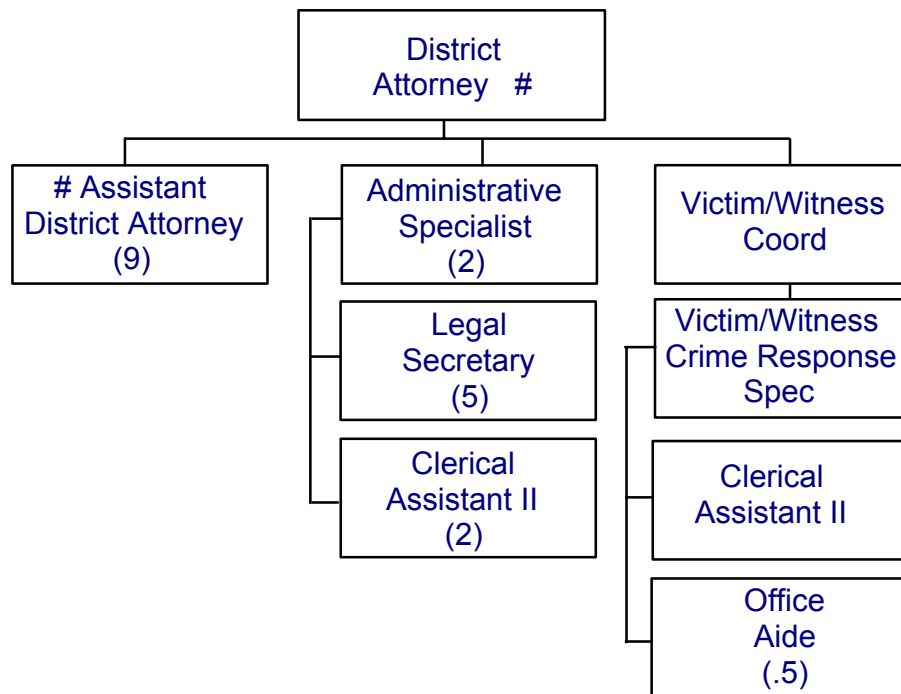 District
Attorney #
# Assistant
District Attorney
(9)
Administrative
Specialist
(2)
Victim/Witness
Coord
Legal
Secretary
(5)
Victim/Witness
Crime Response
Spec
Clerical
Assistant II
(2)
Clerical
Assistant II
Office
Aide
(.5)